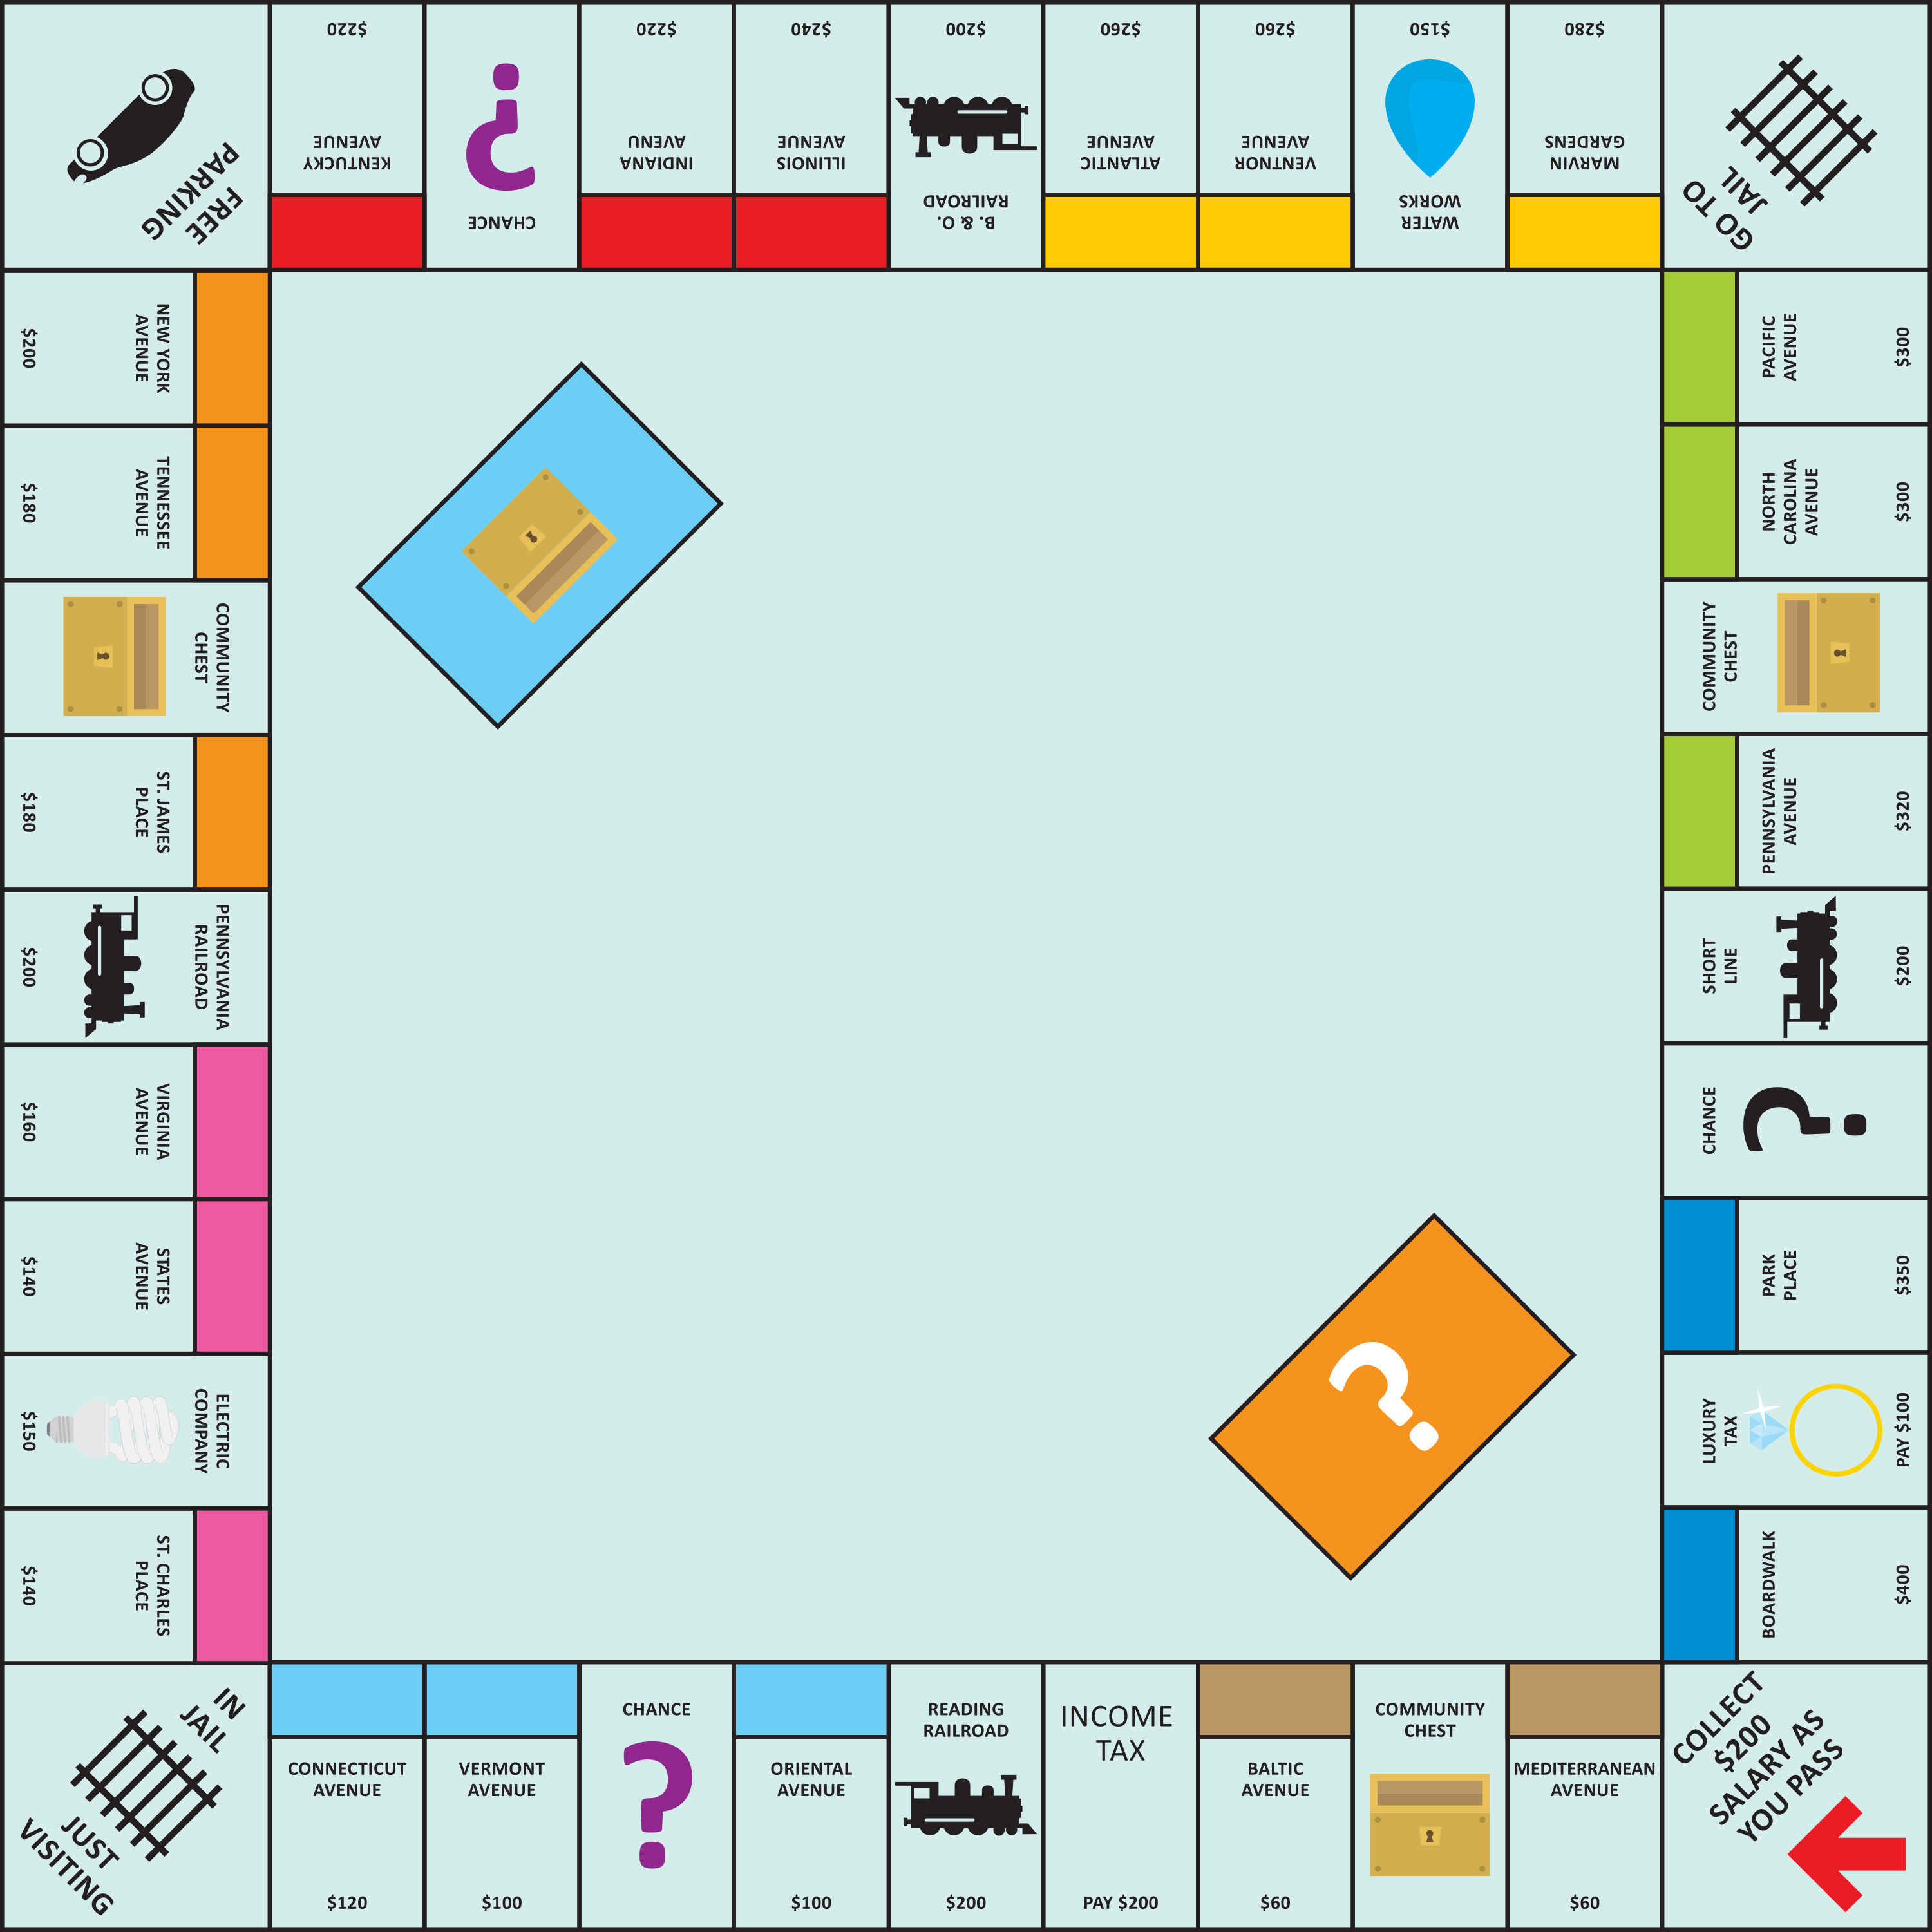 FREE
PARKING
$220
KENTUCKY
AVENUE
CHANCE
$220
INDIANA
AVENU
$240
ILLINOIS
AVENUE
$200
B. & O.
RAILROAD
$260
ATLANTIC
AVENUE
$260
VENTNOR
AVENUE
$150
WATER
WORKS
$280
MARVIN
GARDENS
GO TO
JAIL
PACIFIC
AVENUE
$300
NORTH
CAROLINA
AVENUE
$300
COMMUNITY
CHEST
PENNSYLVANIA
AVENUE
$320
SHORT
LINE
$200
CHANCE
?
PARK
PLACE
$350
LUXURY
TAX
PAY $100
BOARDWALK
$400
COLLECT
$200
SALARY AS
YOU PASS
MEDITERRANEAN
AVENUE
$60
COMMUNITY
CHEST
BALTIC
AVENUE
$60
INCOME
TAX
PAY $200
READING
RAILROAD
$200
ORIENTAL
AVENUE
$100
CHANCE
?
VERMONT
AVENUE
$100
CONNECTICUT
AVENUE
$120
IN
JAIL
JUST
VISITING
ST. CHARLES
PLACE
$140
ELECTRIC
COMPANY
$150
STATES
AVENUE
$140
VIRGINIA
AVENUE
$160
PENNSYLVANIA
RAILROAD
$200
ST. JAMES
PLACE
$180
COMMUNITY
CHEST
TENNESSEE
AVENUE
$180
NEW YORK
AVENUE
$200
?
?